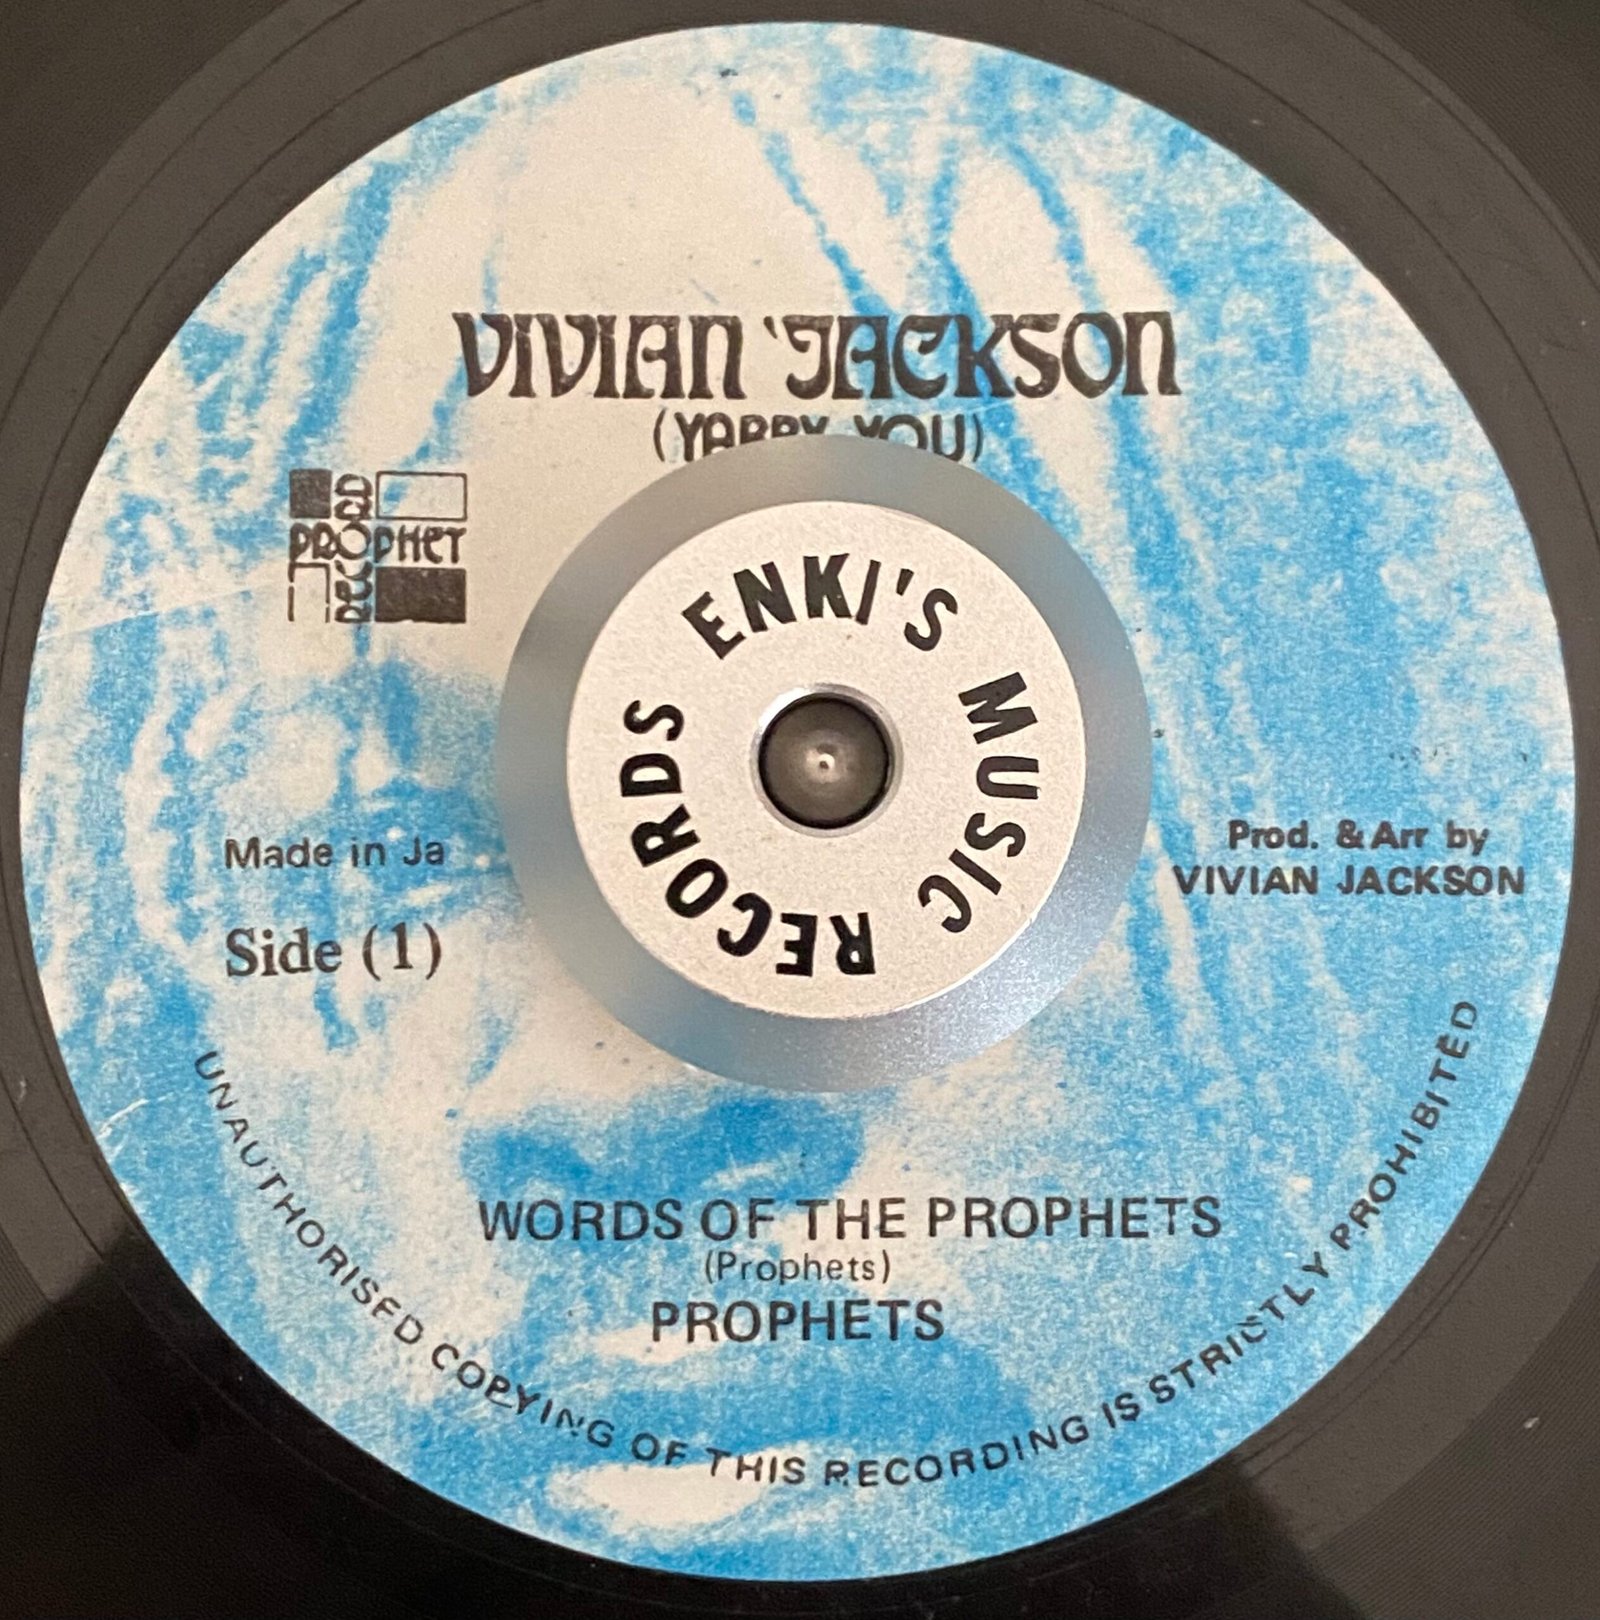 VIVIAN 'JACKSON
(YABBY YOU)
RECORD
PROPHET
ENKI'S MUSIC RECORDS
Made in Ja
Side (1)
Prod. & Arr by
VIVIAN JACKSON
WORDS OF THE PROPHETS
(Prophets)
PROPHETS
UNAUTHORISED COPYING OF THIS RECORDING IS STRICTLY PROHIBITED